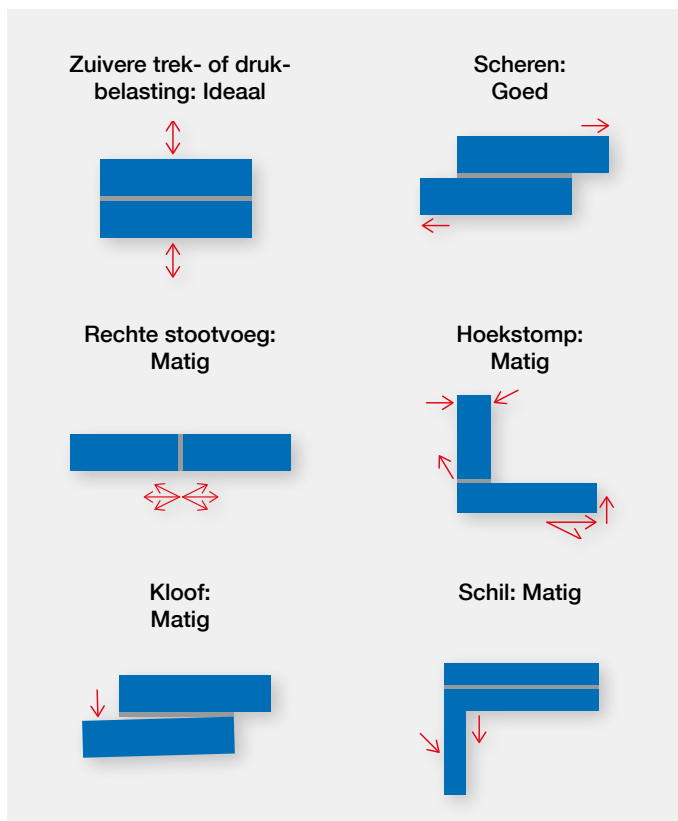 Zuivere trek- of druk-
belasting: Ideaal
Scheren:
Goed
Rechte stootvoeg:
Matig
Hoekstomp:
Matig
Kloof:
Matig
Schil: Matig